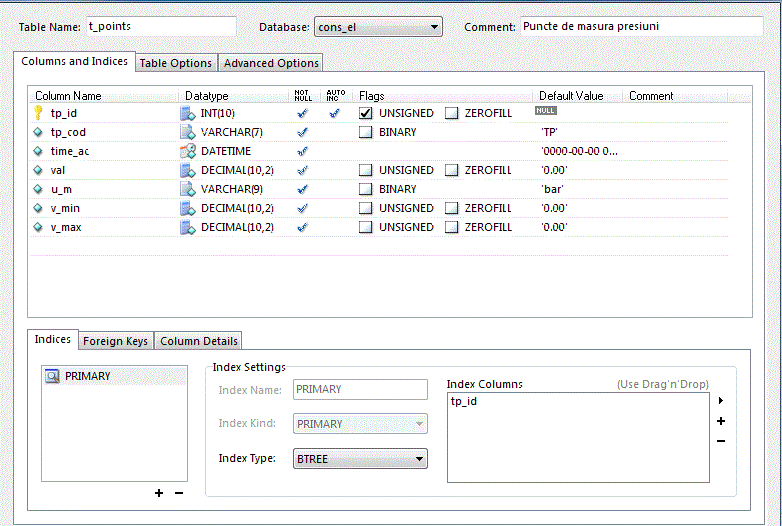 Table Name: t_points Database: cons_el Comment: Puncte de masura presiuni
Columns and Indices Table Options Advanced Options
Column Name Datatype NOT NULL AUTO INC Flags Default Value Comment
tp_id INT(10) UNSIGNED ZEROFILL NULL
tp_cod VARCHAR(7) BINARY 'TP'
time_ac DATETIME '0000-00-00 0...
val DECIMAL(10,2) UNSIGNED ZEROFILL '0.00'
u_m VARCHAR(9) BINARY 'bar'
v_min DECIMAL(10,2) UNSIGNED ZEROFILL '0.00'
v_max DECIMAL(10,2) UNSIGNED ZEROFILL '0.00'
Indices Foreign Keys Column Details
PRIMARY
Index Settings
Index Name: PRIMARY
Index Kind: PRIMARY
Index Type: BTREE
Index Columns (Use Drag'n'Drop)
tp_id